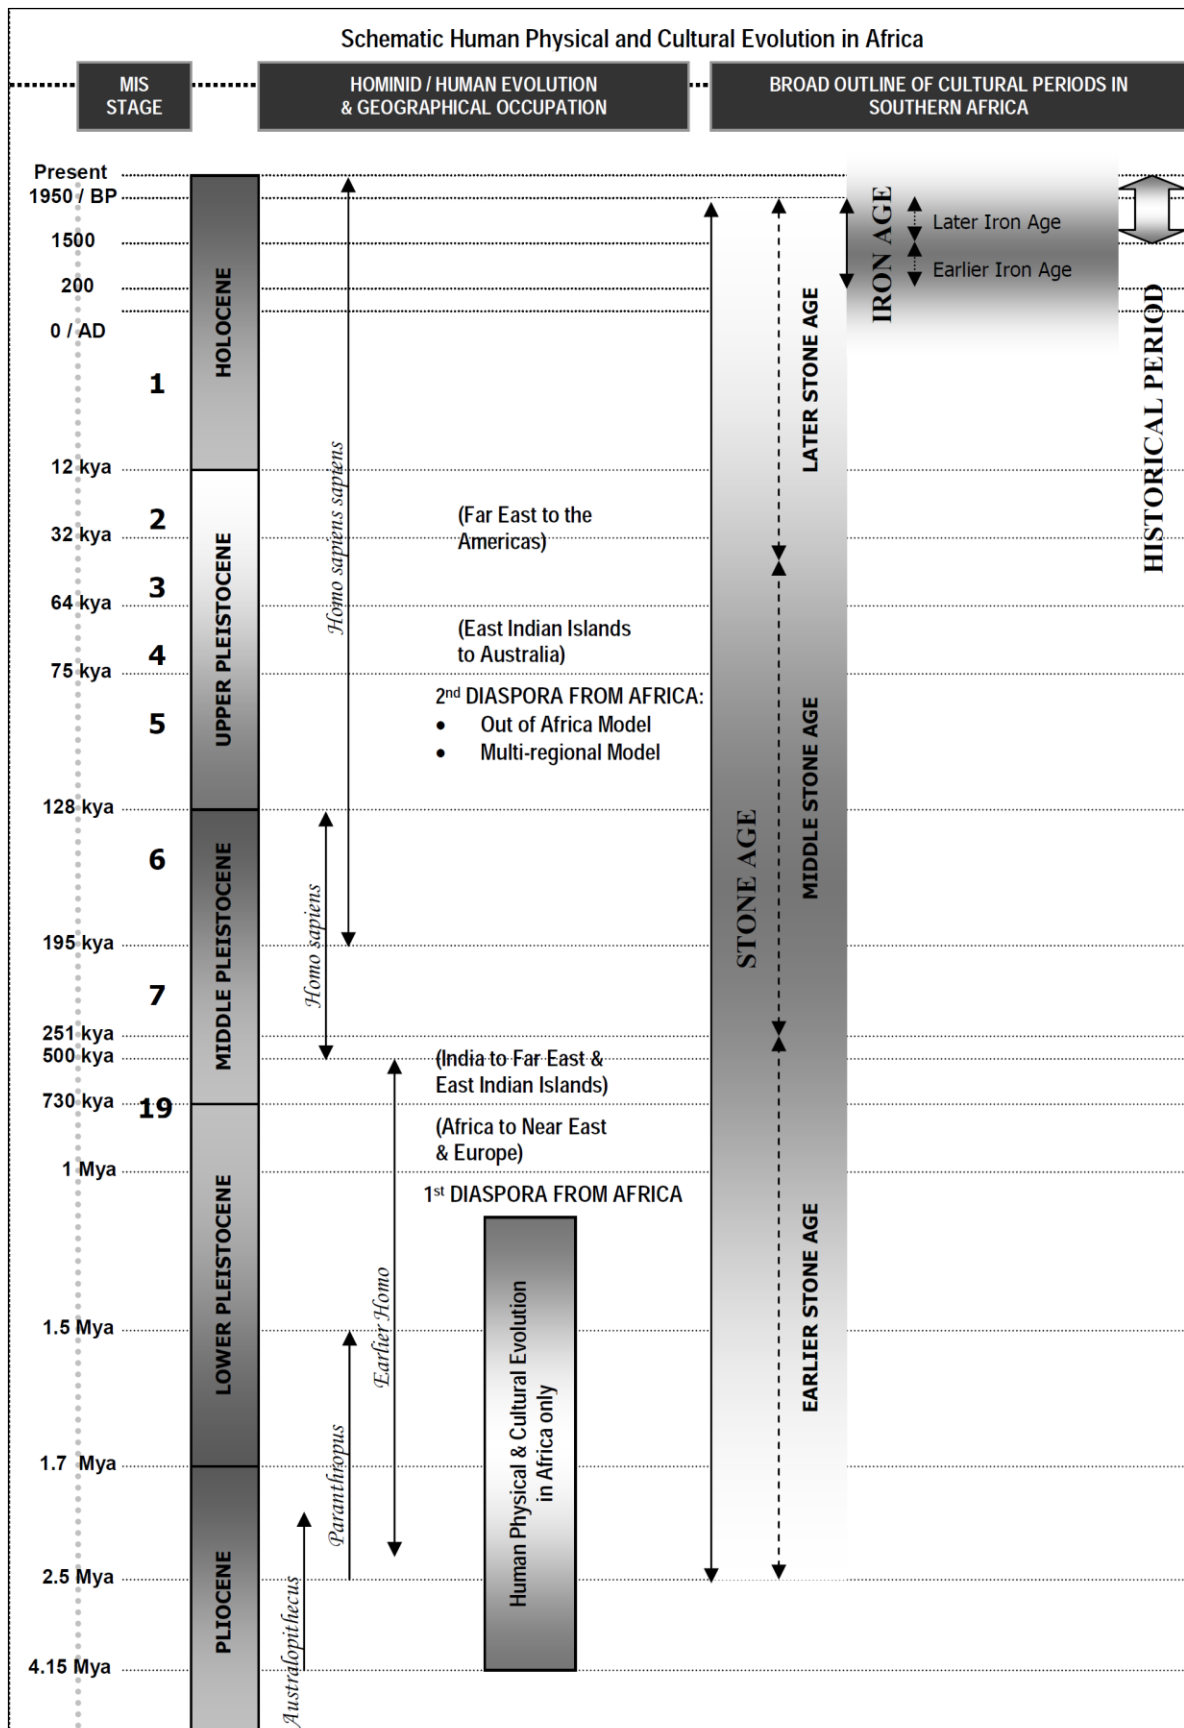 Schematic Human Physical and Cultural Evolution in Africa
MIS
STAGE
HOMINID / HUMAN EVOLUTION
& GEOGRAPHICAL OCCUPATION
BROAD OUTLINE OF CULTURAL PERIODS IN
SOUTHERN AFRICA
Present
1950 / BP
1500
200
0 / AD
12 kya
32 kya
64 kya
75 kya
128 kya
195 kya
251 kya
500 kya
730 kya
1 Mya
1.5 Mya
1.7 Mya
2.5 Mya
4.15 Mya
1
2
3
4
5
6
7
19
HOLOCENE
UPPER PLEISTOCENE
MIDDLE PLEISTOCENE
LOWER PLEISTOCENE
PLIOCENE
Homo sapiens sapiens
Homo sapiens
Earlier Homo
Paranthropus
Australopithecus
(Far East to the
Americas)
(East Indian Islands
to Australia)
2nd DIASPORA FROM AFRICA:
• Out of Africa Model
• Multi-regional Model
(India to Far East &
East Indian Islands)
(Africa to Near East
& Europe)
1st DIASPORA FROM AFRICA
Human Physical & Cultural Evolution
in Africa only
STONE AGE
LATER STONE AGE
MIDDLE STONE AGE
EARLIER STONE AGE
IRON AGE
Later Iron Age
Earlier Iron Age
HISTORICAL PERIOD